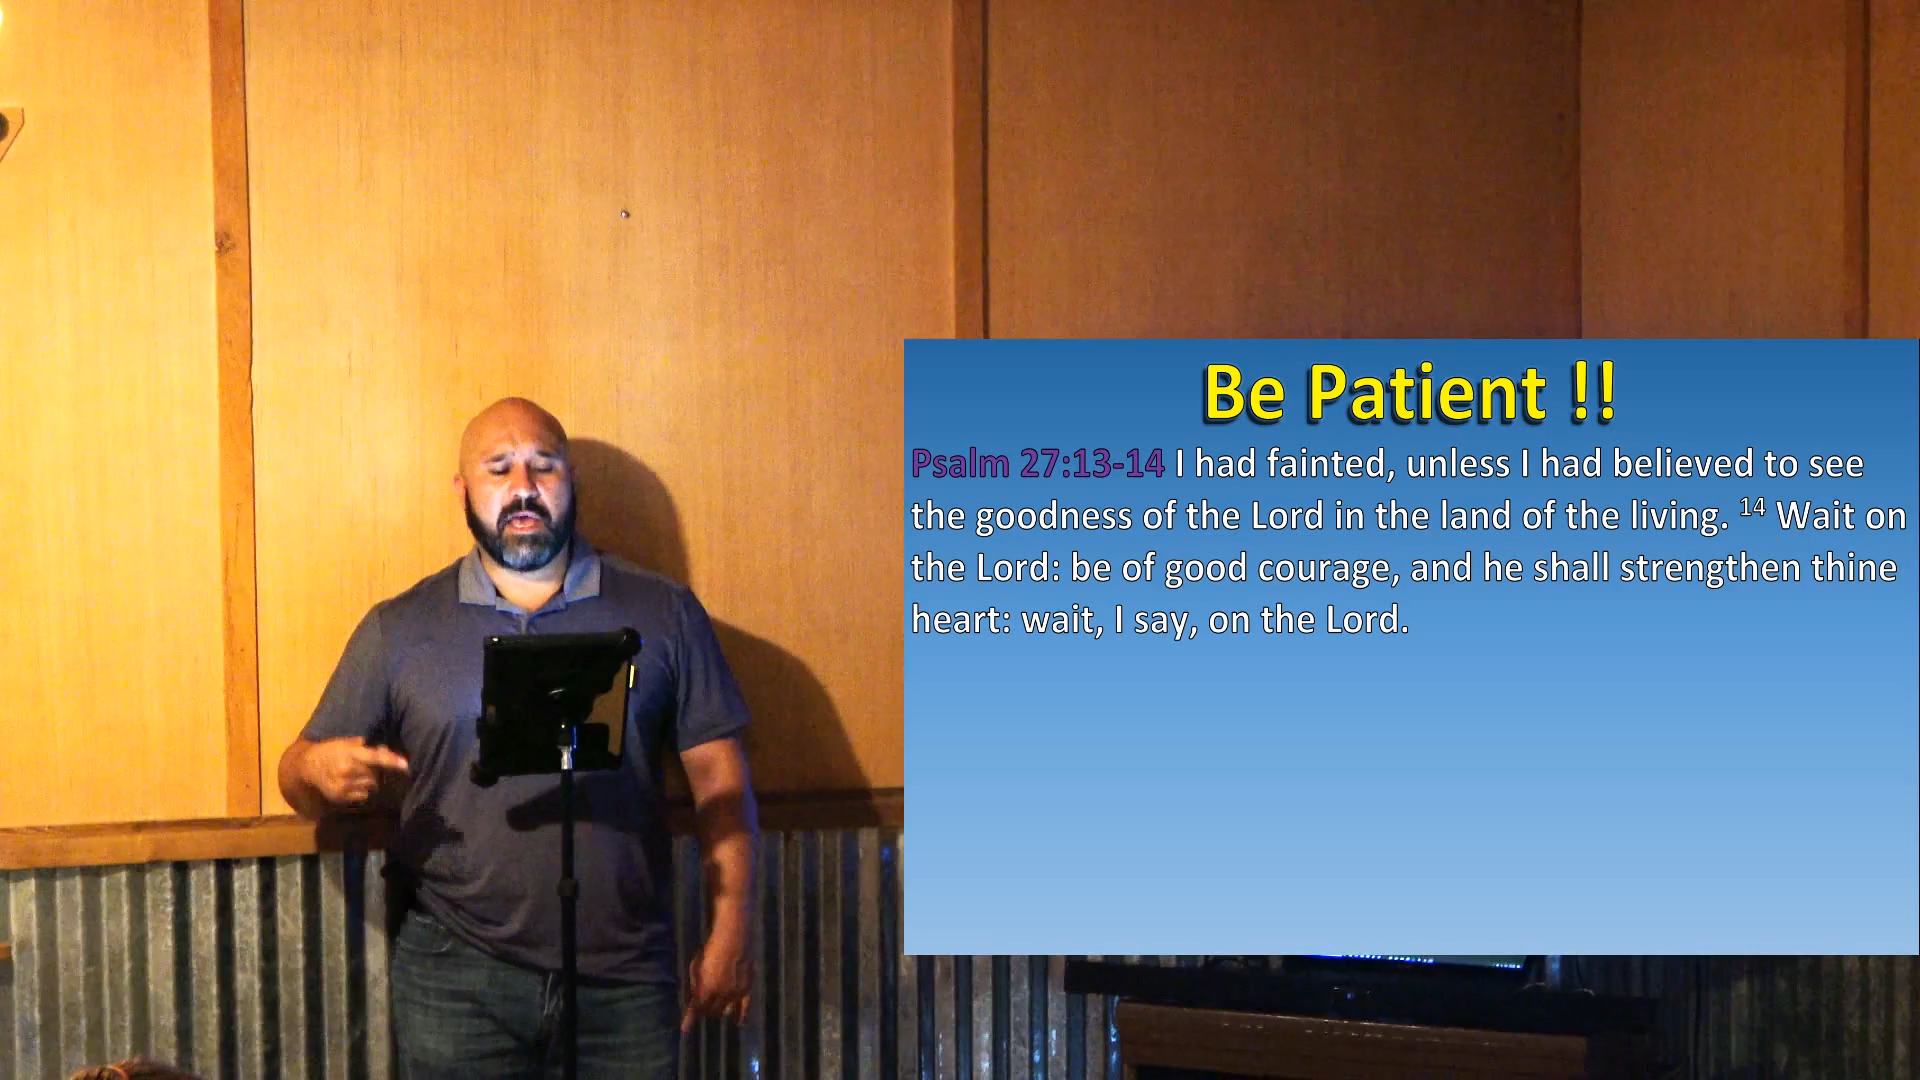 Be Patient !!
Psalm 27:13-14 I had fainted, unless I had believed to see
the goodness of the Lord in the land of the living. 14 Wait on
the Lord: be of good courage, and he shall strengthen thine
heart: wait, I say, on the Lord.